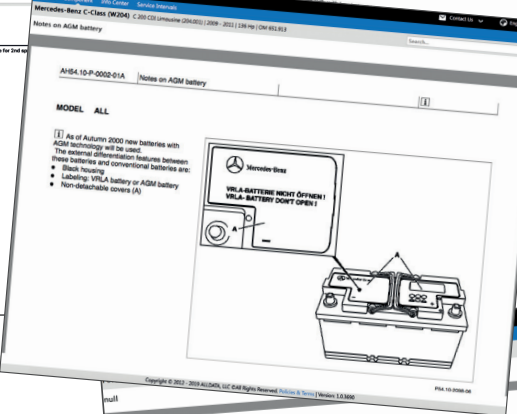 Info Center Service Intervals
Contact Us
Mercedes-Benz C-Class (W204) C 200 CDI Limousine (204.001) | 2009 - 2011 | 136 Hp | OM 651.913
Search...
Notes on AGM battery
for 2nd
AH54.10-P-0002-01A Notes on AGM battery
i
MODEL ALL
i As of Autumn 2000 new batteries with
AGM technology will be used.
The external differentiation features between
these batteries and conventional batteries are:
• Black housing
• Labeling: VRLA battery or AGM battery
• Non-detachable covers (A)
Mercedes-Benz
VRLA-BATTERIE NICHT ÖFFNEN !
VRLA- BATTERY DON'T OPEN !
A
A
P54.10-2036-06
Copyright © 2012 - 2019 ALLDATA, LLC ©All Rights Reserved Policies & Terms | Version: 1.0.3690
null